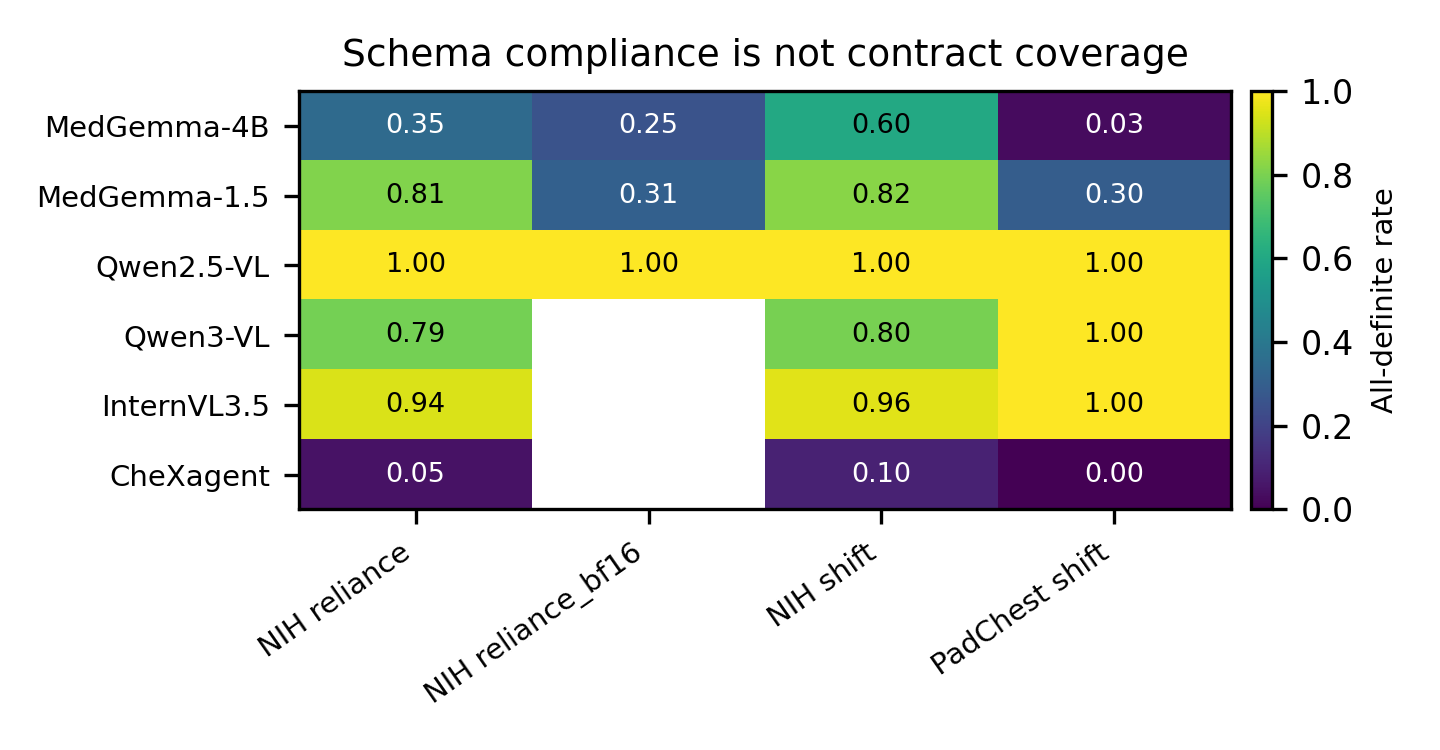 Schema compliance is not contract coverage
MedGemma-4B 0.35 0.25 0.60 0.03
MedGemma-1.5 0.81 0.31 0.82 0.30
Qwen2.5-VL 1.00 1.00 1.00 1.00
Qwen3-VL 0.79 0.80 1.00
InternVL3.5 0.94 0.96 1.00
CheXagent 0.05 0.10 0.00
NIH reliance
NIH reliance_bf16
NIH shift
PadChest shift
1.0
0.8
0.6
0.4
0.2
0.0
All-definite rate